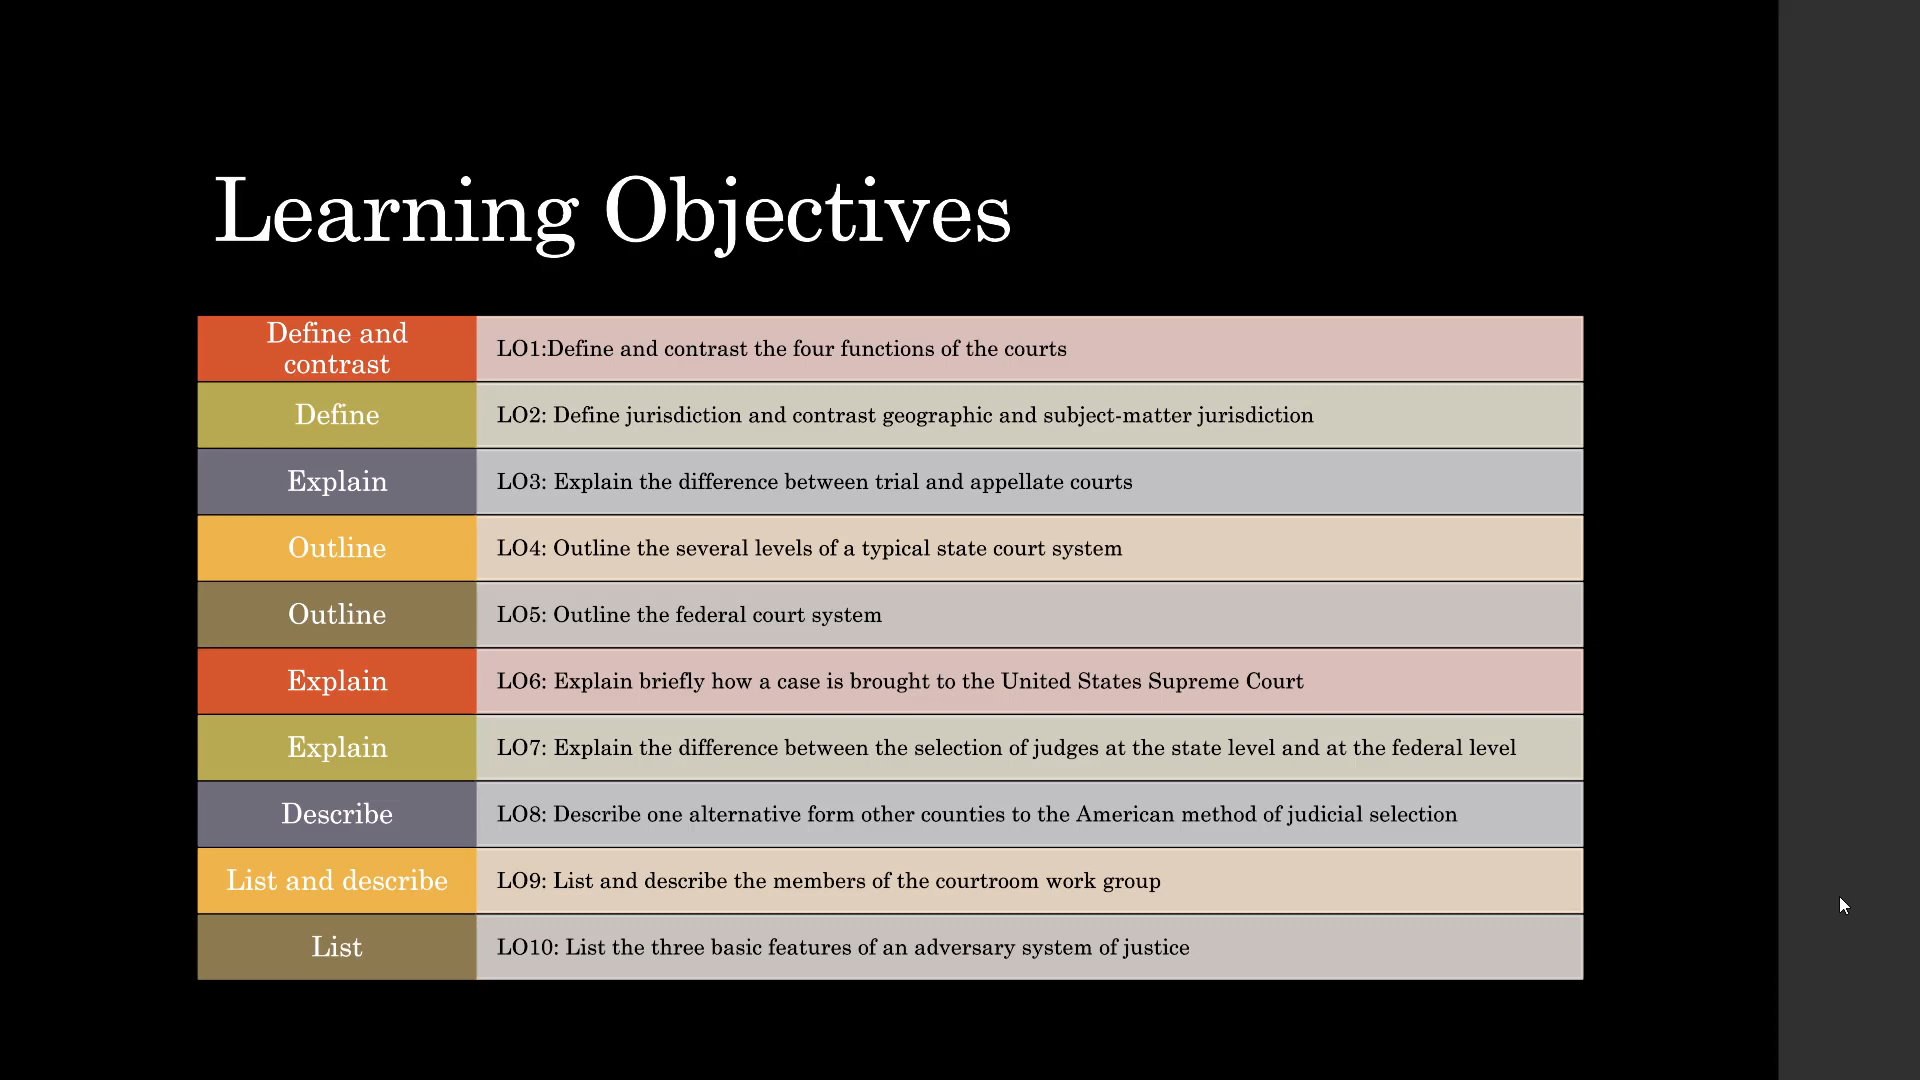 Learning Objectives
Define and
contrast
LO1:Define and contrast the four functions of the courts
Define
LO2: Define jurisdiction and contrast geographic and subject-matter jurisdiction
Explain
LO3: Explain the difference between trial and appellate courts
Outline
LO4: Outline the several levels of a typical state court system
Outline
LO5: Outline the federal court system
Explain
LO6: Explain briefly how a case is brought to the United States Supreme Court
Explain
LO7: Explain the difference between the selection of judges at the state level and at the federal level
Describe
LO8: Describe one alternative form other counties to the American method of judicial selection
List and describe
LO9: List and describe the members of the courtroom work group
List
LO10: List the three basic features of an adversary system of justice